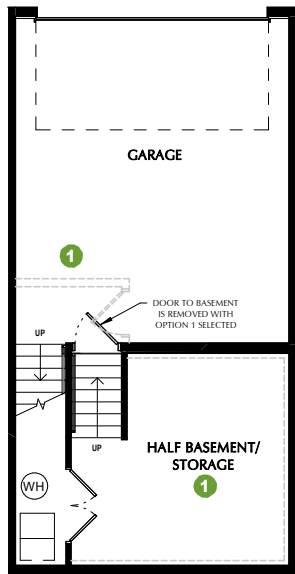 GARAGE
1
DOOR TO BASEMENT
IS REMOVED WITH
OPTION 1 SELECTED
UP
UP
HALF BASEMENT/
STORAGE
1
WH